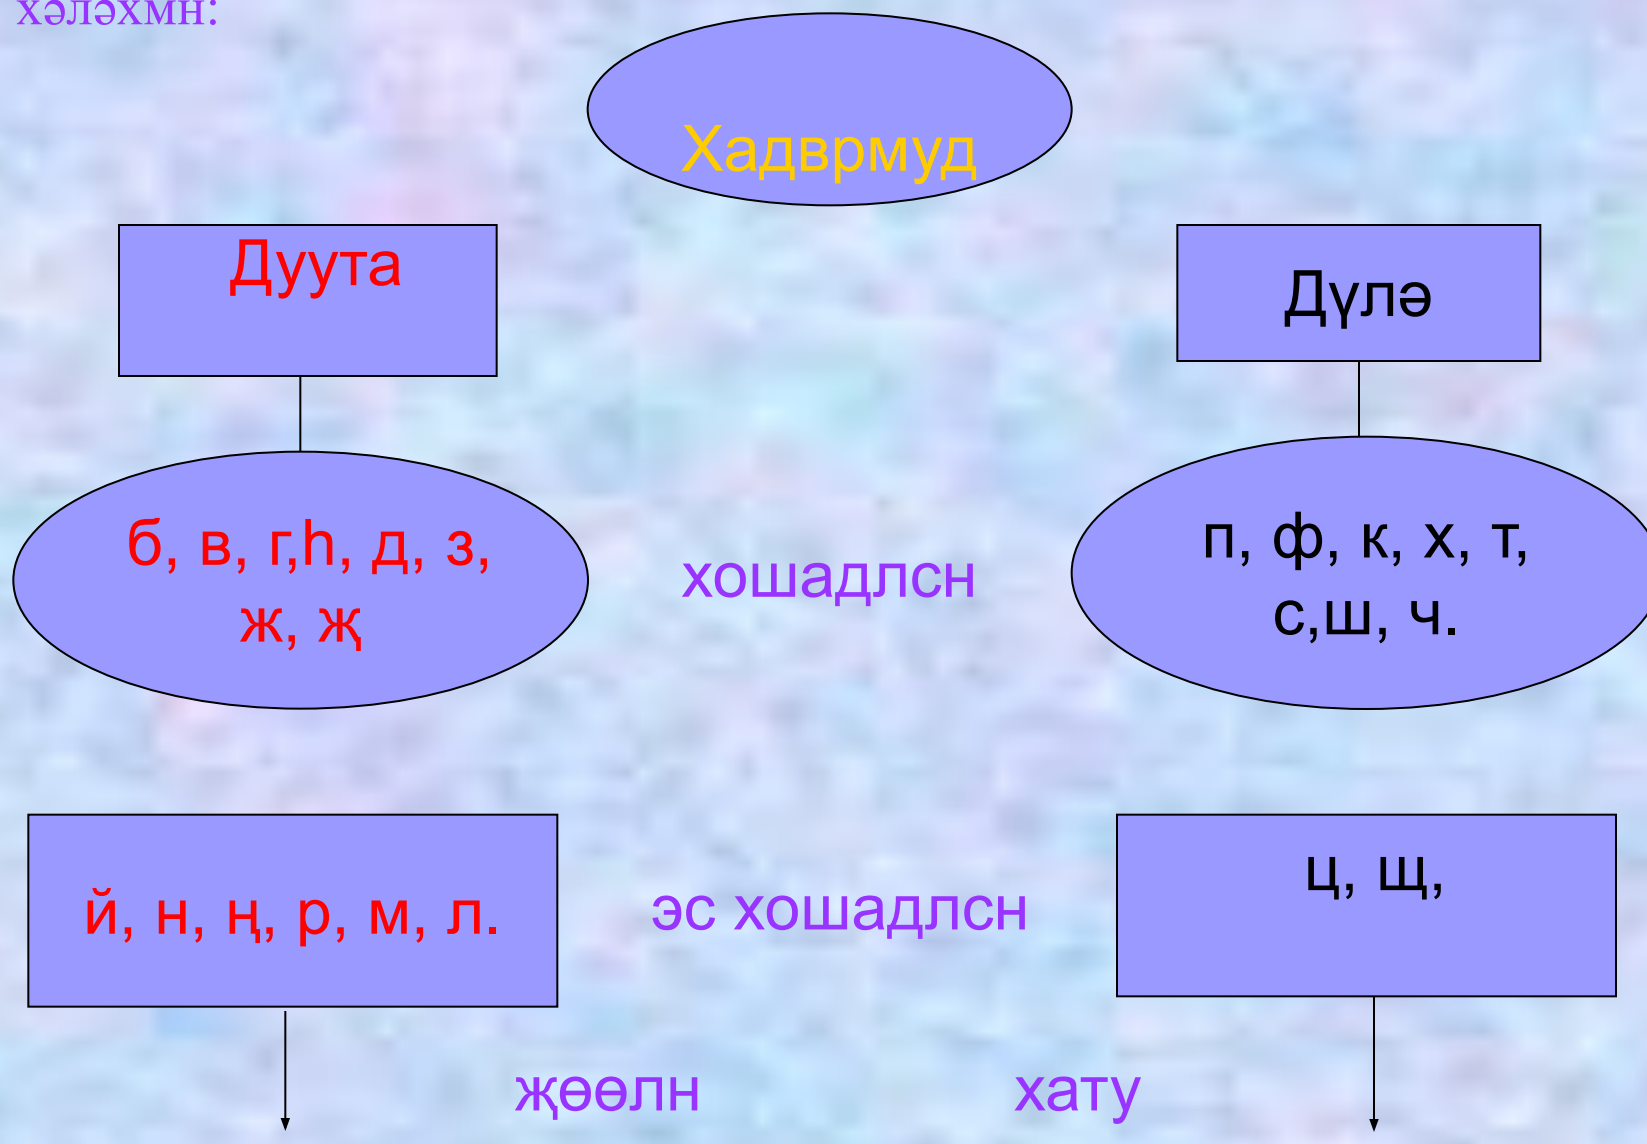 хәләхмн:
Хадврмуд
Дуута
Дүлә
б, в, г,һ, д, з,
ж, җ
хошадлсн
п, ф, к, х, т,
с,ш, ч.
й, н, ң, р, м, л.
эс хошадлсн
ц, щ,
җөөлн
хату